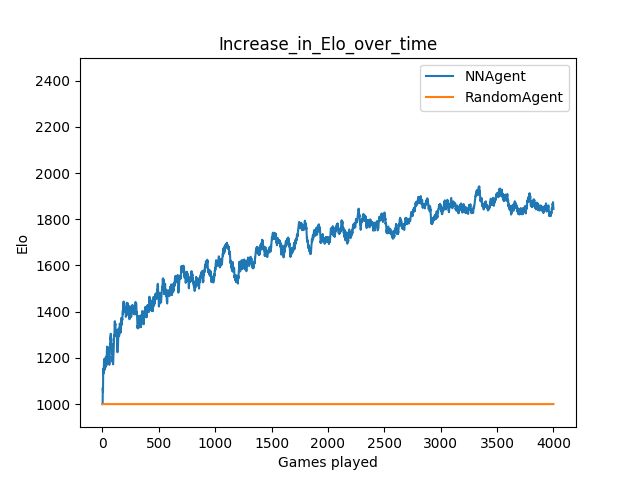 Increase_in_Elo_over_time
NNAgent
RandomAgent
2400
2200
2000
1800
1600
1400
1200
1000
Elo
0 500 1000 1500 2000 2500 3000 3500 4000
Games played